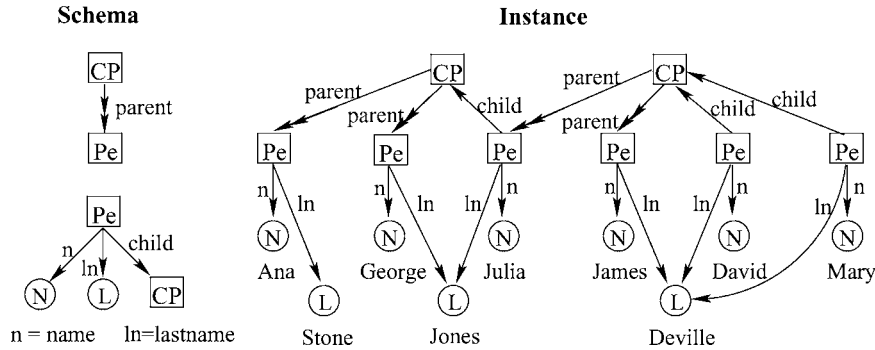 Schema
Instance
CP
parent
Pe
Pe
n
ln
child
N
L
CP
n = name
ln=lastname
CP
CP
parent
parent
child
parent
parent
child
child
Pe
Pe
Pe
Pe
Pe
Pe
n
ln
n
ln
ln
n
n
ln
ln
n
ln
n
N
N
N
N
N
N
Ana
George
Julia
James
David
Mary
L
L
L
Stone
Jones
Deville